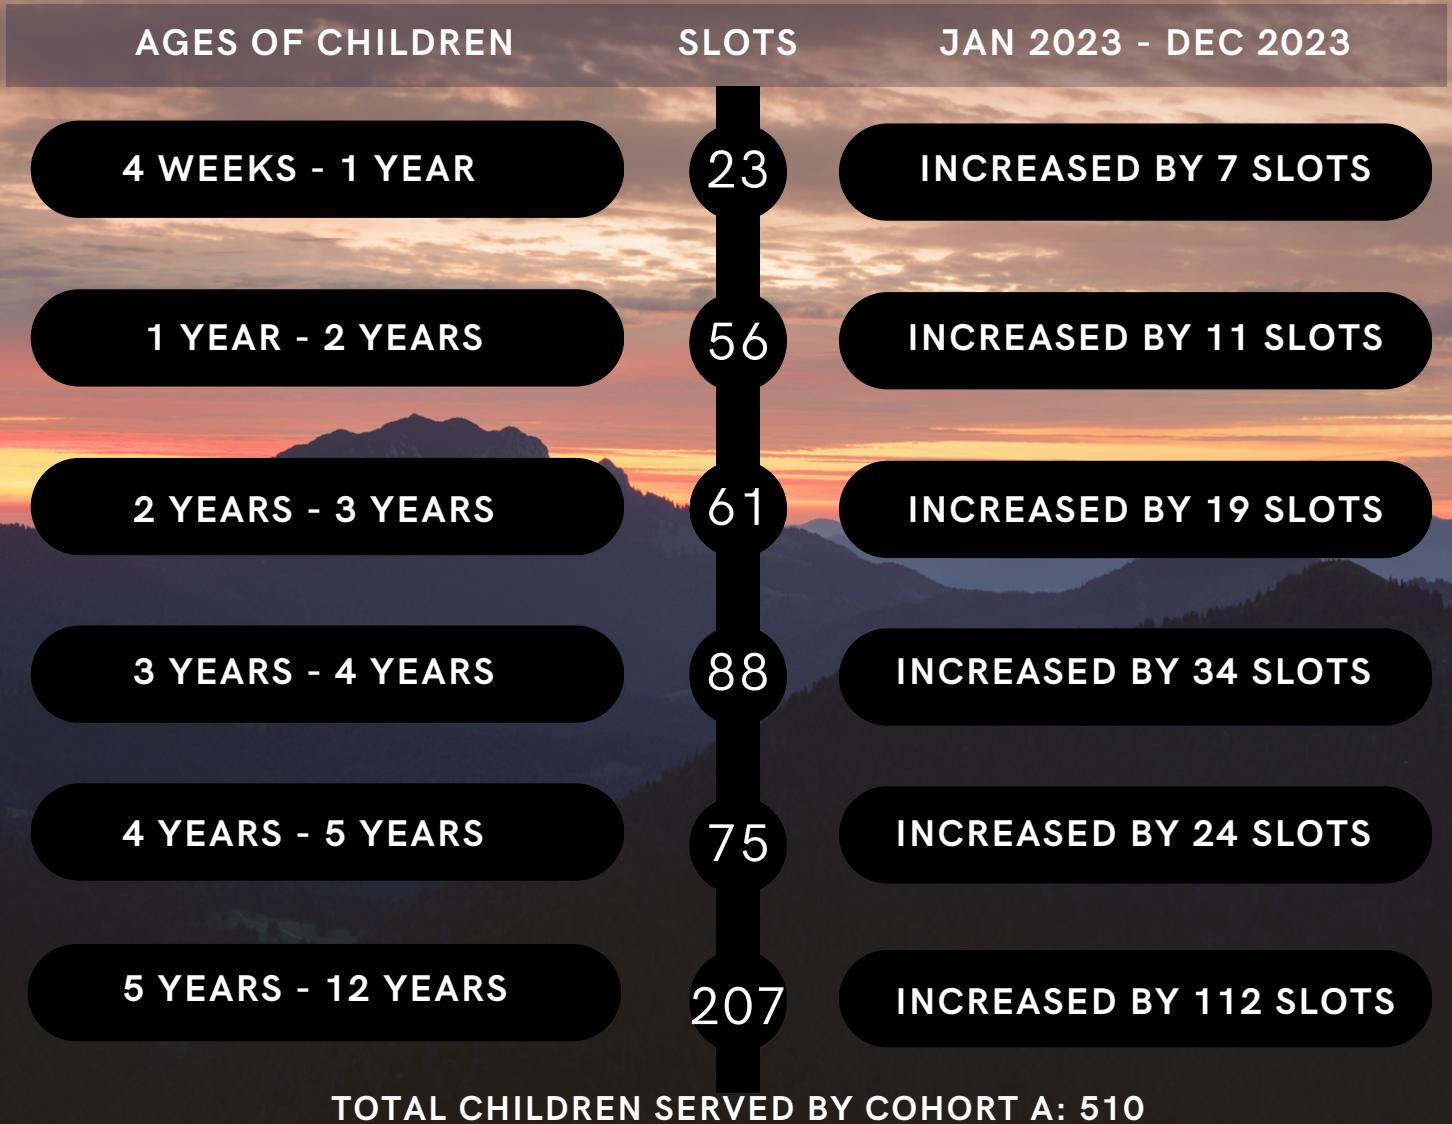 AGES OF CHILDREN SLOTS JAN 2023 - DEC 2023
4 WEEKS - 1 YEAR 23 INCREASED BY 7 SLOTS
1 YEAR - 2 YEARS 56 INCREASED BY 11 SLOTS
2 YEARS - 3 YEARS 61 INCREASED BY 19 SLOTS
3 YEARS - 4 YEARS 88 INCREASED BY 34 SLOTS
4 YEARS - 5 YEARS 75 INCREASED BY 24 SLOTS
5 YEARS - 12 YEARS 207 INCREASED BY 112 SLOTS
TOTAL CHILDREN SERVED BY COHORT A: 510